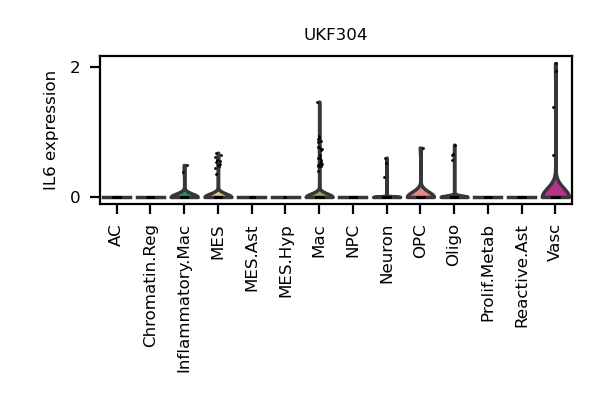 UKF304
IL6 expression
2
0
AC
Chromatin.Reg
Inflammatory.Mac
MES
MES.Ast
MES.Hyp
Mac
NPC
Neuron
OPC
Oligo
Prolif.Metab
Reactive.Ast
Vasc